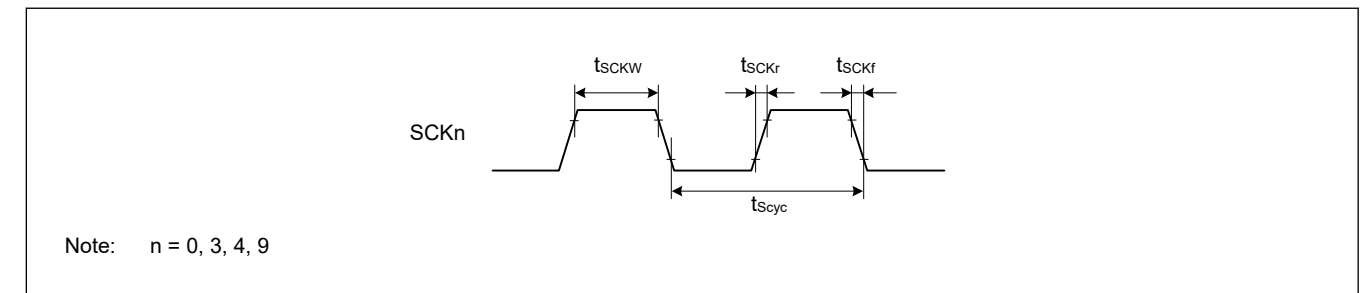 tSCKW tSCKr tSCKf
SCKn
tScyc
Note: n = 0, 3, 4, 9